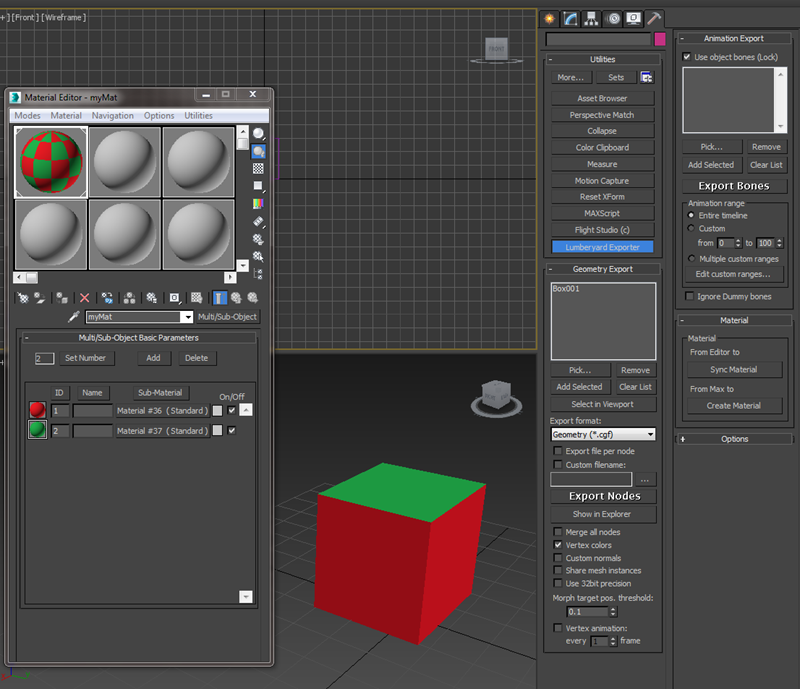 +] [Front] [Wireframe]
FRONT
Material Editor - myMat
Modes Material Navigation Options Utilities
myMat Multi/Sub-Object
- Multi/Sub-Object Basic Parameters
2 Set Number Add Delete
ID Name Sub-Material On/Off
1 Material #36 ( Standard )
2 Material #37 ( Standard )
- Utilities
More... Sets
Asset Browser
Perspective Match
Collapse
Color Clipboard
Measure
Motion Capture
Reset XForm
MAXScript
Flight Studio (c)
Lumberyard Exporter
- Geometry Export
Box001
Pick... Remove
Add Selected Clear List
Select in Viewport
Export format:
Geometry (*.cgf)
Export file per node
Custom filename:
...
Export Nodes
Show in Explorer
Merge all nodes
Vertex colors
Custom normals
Share mesh instances
Use 32bit precision
Morph target pos. threshold:
0.1
Vertex animation:
every 1 frame
- Animation Export
Use object bones (Lock)
Pick... Remove
Add Selected Clear List
Export Bones
Animation range
Entire timeline
Custom
from 0 to 100
Multiple custom ranges
Edit custom ranges...
Ignore Dummy bones
- Material
Material
From Editor to
Sync Material
From Max to
Create Material
+ Options